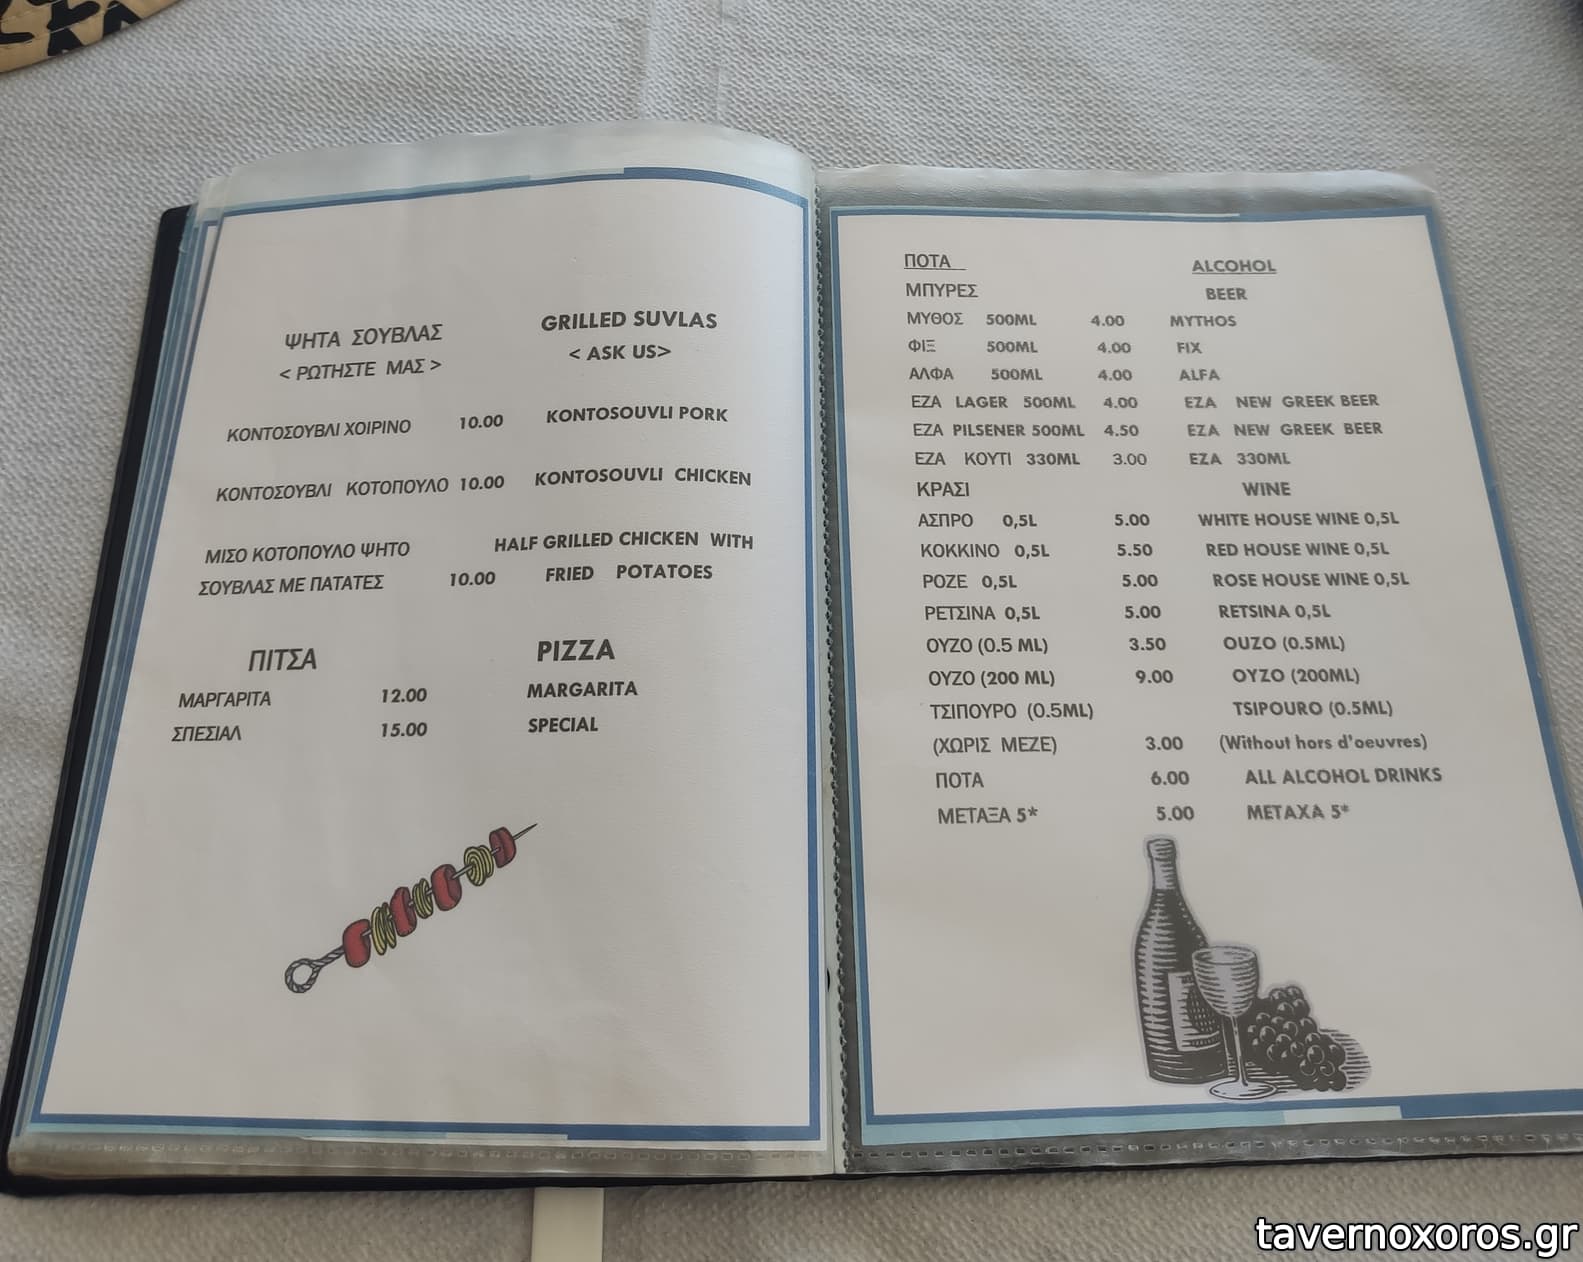 ΨΗΤΑ ΣΟΥΒΛΑΣ GRILLED SUVLAS
< ΡΩΤΗΣΤΕ ΜΑΣ > < ASK US>
ΚΟΝΤΟΣΟΥΒΛΙ ΧΟΙΡΙΝΟ 10.00 KONTOSOUVLI PORK
ΚΟΝΤΟΣΟΥΒΛΙ ΚΟΤΟΠΟΥΛΟ 10.00 KONTOSOUVLI CHICKEN
ΜΙΣΟ ΚΟΤΟΠΟΥΛΟ ΨΗΤΟ HALF GRILLED CHICKEN WITH
ΣΟΥΒΛΑΣ ΜΕ ΠΑΤΑΤΕΣ 10.00 FRIED POTATOES
ΠΙΤΣΑ PIZZA
ΜΑΡΓΑΡΙΤΑ 12.00 MARGARITA
ΣΠΕΣΙΑΛ 15.00 SPECIAL
ΠΟΤΑ ALCOHOL
ΜΠΥΡΕΣ BEER
ΜΥΘΟΣ 500ML 4.00 MYTHOS
ΦΙΞ 500ML 4.00 FIX
ΑΛΦΑ 500ML 4.00 ALFA
ΕΖΑ LAGER 500ML 4.00 EZA NEW GREEK BEER
ΕΖΑ PILSENER 500ML 4.50 EZA NEW GREEK BEER
ΕΖΑ ΚΟΥΤΙ 330ML 3.00 EZA 330ML
ΚΡΑΣΙ WINE
ΑΣΠΡΟ 0,5L 5.00 WHITE HOUSE WINE 0,5L
ΚΟΚΚΙΝΟ 0,5L 5.50 RED HOUSE WINE 0,5L
ΡΟΖΕ 0,5L 5.00 ROSE HOUSE WINE 0,5L
ΡΕΤΣΙΝΑ 0,5L 5.00 RETSINA 0,5L
ΟΥΖΟ (0.5 ML) 3.50 OUZO (0.5ML)
ΟΥΖΟ (200 ML) 9.00 OYZO (200ML)
ΤΣΙΠΟΥΡΟ (0.5ML) TSIPOURO (0.5ML)
(ΧΩΡΙΣ ΜΕΖΕ) 3.00 (Without hors d'oeuvres)
ΠΟΤΑ 6.00 ALL ALCOHOL DRINKS
ΜΕΤΑΞΑ 5* 5.00 METAXA 5*
tavernoxoros.gr